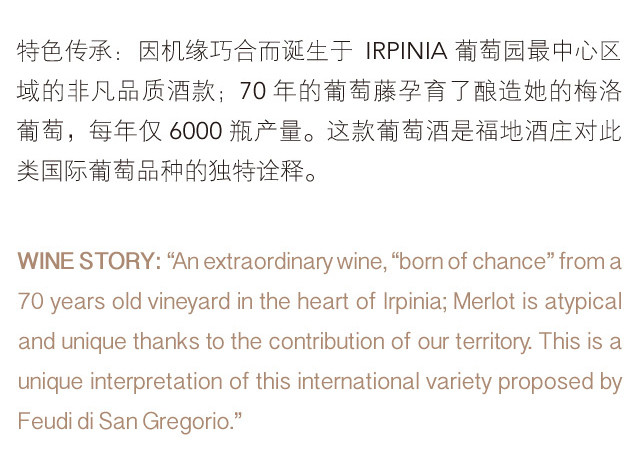 特色传承：因机缘巧合而诞生于 IRPINIA 葡萄园最中心区
域的非凡品质酒款；70 年的葡萄藤孕育了酿造她的梅洛
葡萄，每年仅 6000 瓶产量。这款葡萄酒是福地酒庄对此
类国际葡萄品种的独特诠释。
WINE STORY: “An extraordinary wine, “born of chance” from a
70 years old vineyard in the heart of Irpinia; Merlot is atypical
and unique thanks to the contribution of our territory. This is a
unique interpretation of this international variety proposed by
Feudi di San Gregorio.”